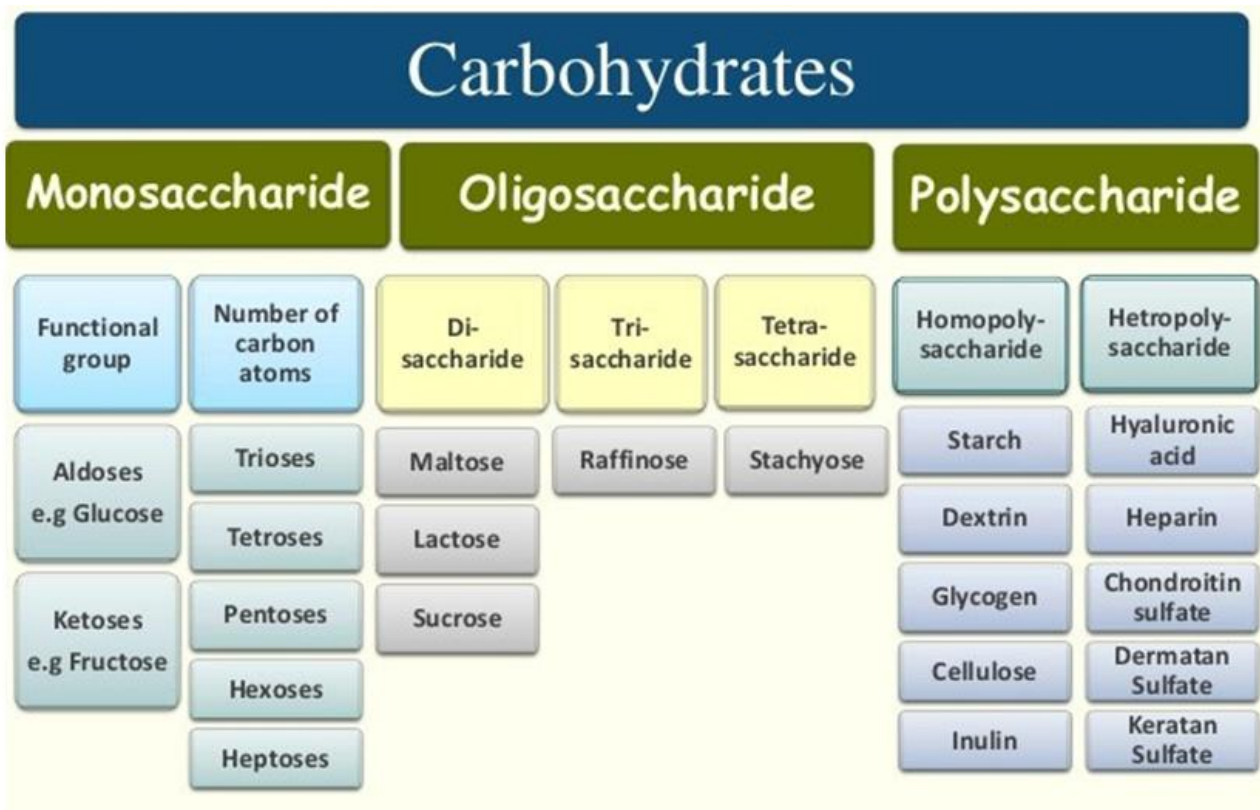 Carbohydrates
Monosaccharide
Oligosaccharide
Polysaccharide
Functional
group
Number of
carbon
atoms
Di-
saccharide
Tri-
saccharide
Tetra-
saccharide
Homopoly-
saccharide
Hetropoly-
saccharide
Aldoses
e.g Glucose
Ketoses
e.g Fructose
Trioses
Tetroses
Pentoses
Hexoses
Heptoses
Maltose
Lactose
Sucrose
Raffinose
Stachyose
Starch
Dextrin
Glycogen
Cellulose
Inulin
Hyaluronic
acid
Heparin
Chondroitin
sulfate
Dermatan
Sulfate
Keratan
Sulfate